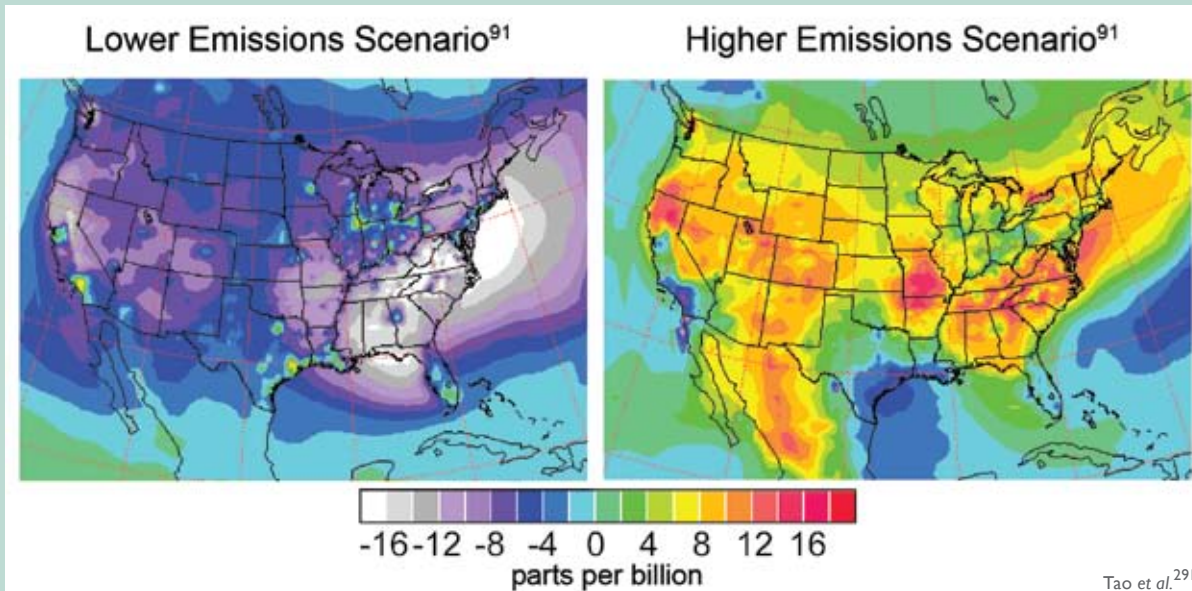 Lower Emissions Scenario⁹¹
Higher Emissions Scenario⁹¹
-16 -12 -8 -4 0 4 8 12 16
parts per billion
Tao et al.²⁹¹